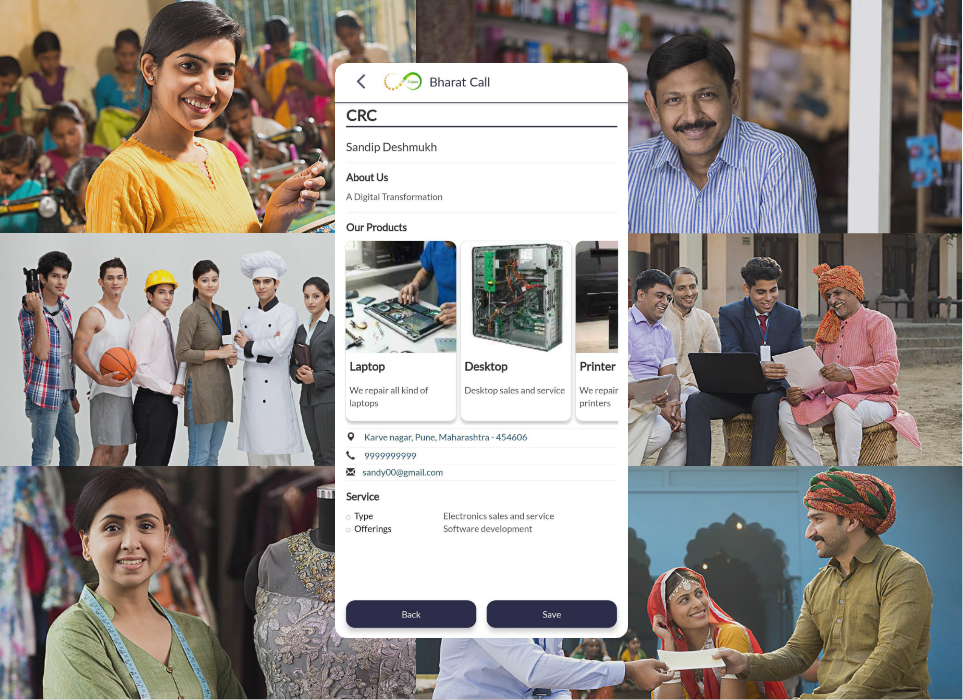 Bharat Call
CRC
Sandip Deshmukh
About Us
A Digital Transformation
Our Products
Laptop
We repair all kind of
laptops
Desktop
Desktop sales and service
Printer
We repair
printers
Karve nagar, Pune, Maharashtra - 454606
9999999999
sandy00@gmail.com
Service
Type Electronics sales and service
Offerings Software development
Back Save